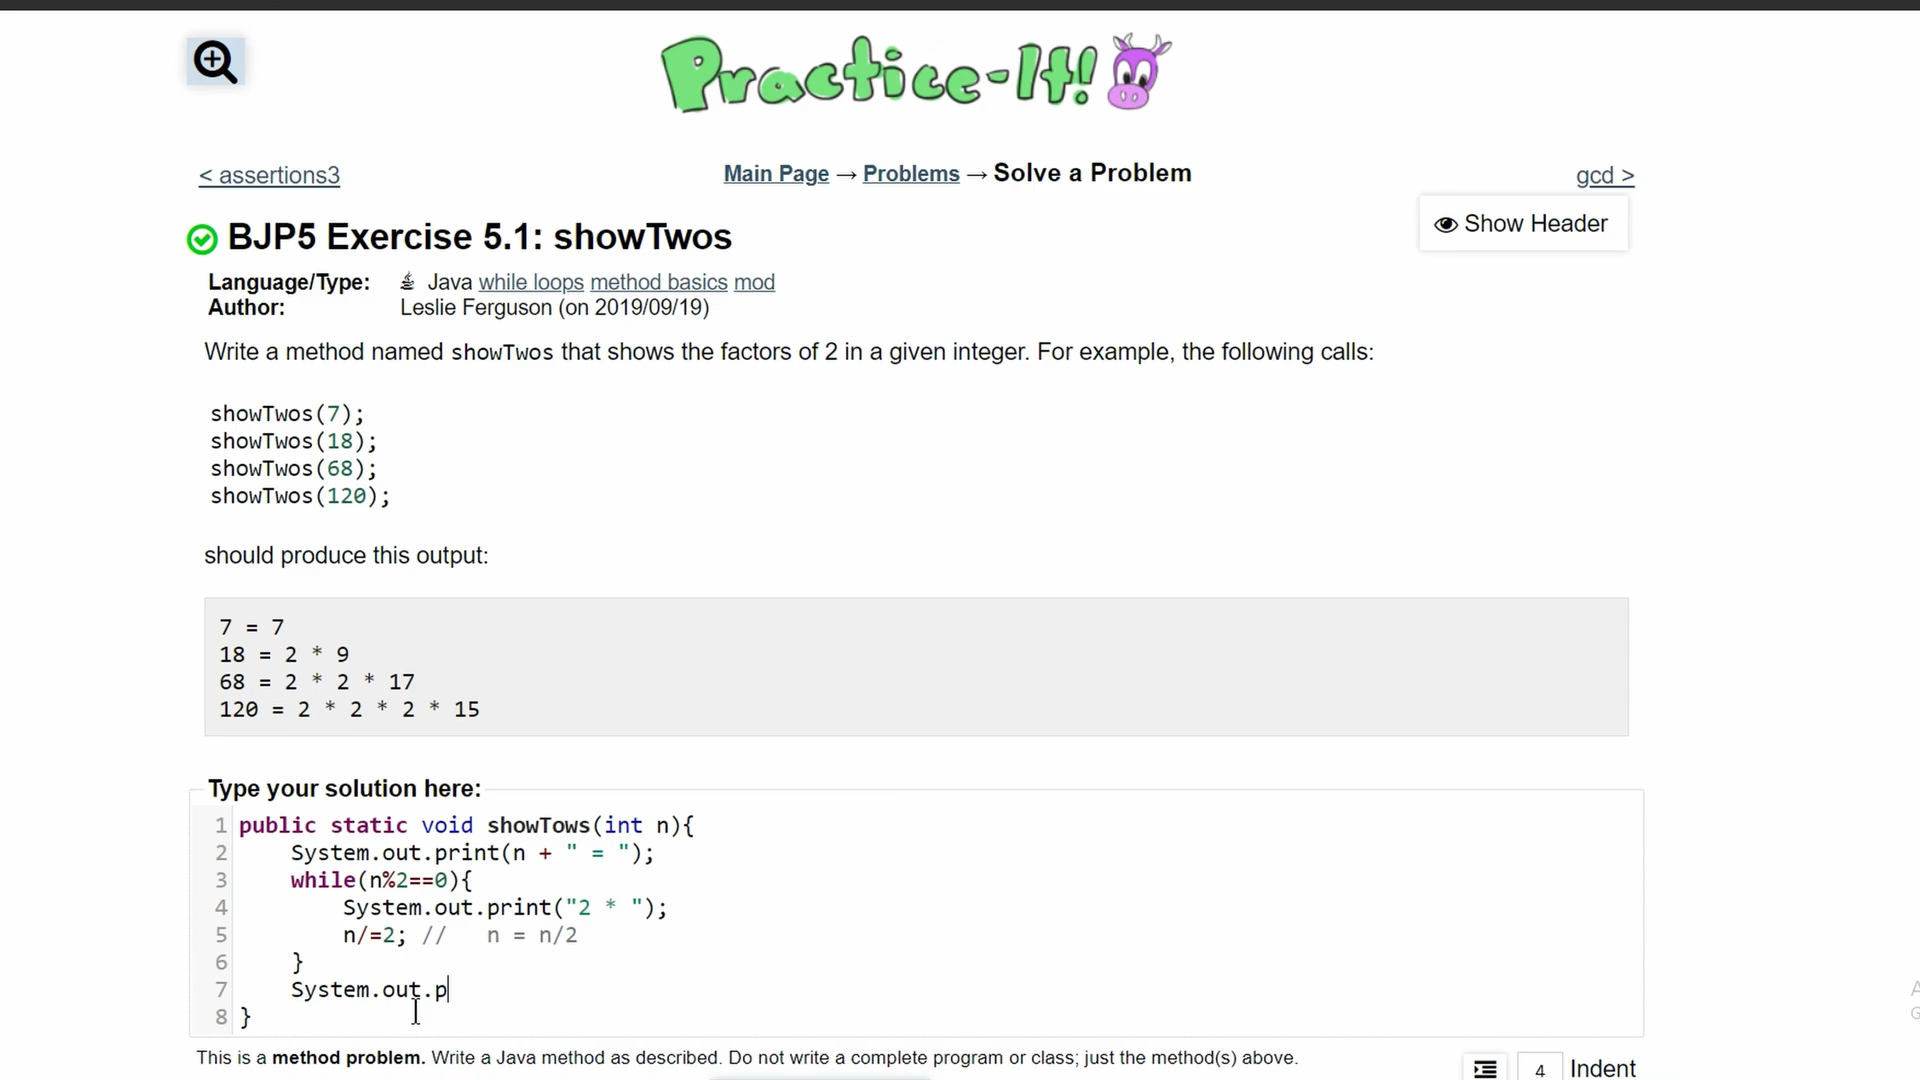 Practice-It!
< assertions3
Main Page → Problems → Solve a Problem
gcd >
Show Header
BJP5 Exercise 5.1: showTwos
Language/Type: Java while loops method basics mod
Author: Leslie Ferguson (on 2019/09/19)
Write a method named showTwos that shows the factors of 2 in a given integer. For example, the following calls:
showTwos(7);
showTwos(18);
showTwos(68);
showTwos(120);
should produce this output:
7 = 7
18 = 2 * 9
68 = 2 * 2 * 17
120 = 2 * 2 * 2 * 15
Type your solution here:
1 public static void showTows(int n){
2 System.out.print(n + " = ");
3 while(n%2==0){
4 System.out.print("2 * ");
5 n/=2; //   n = n/2
6 }
7 System.out.p
8 }
This is a method problem. Write a Java method as described. Do not write a complete program or class; just the method(s) above.
4 Indent